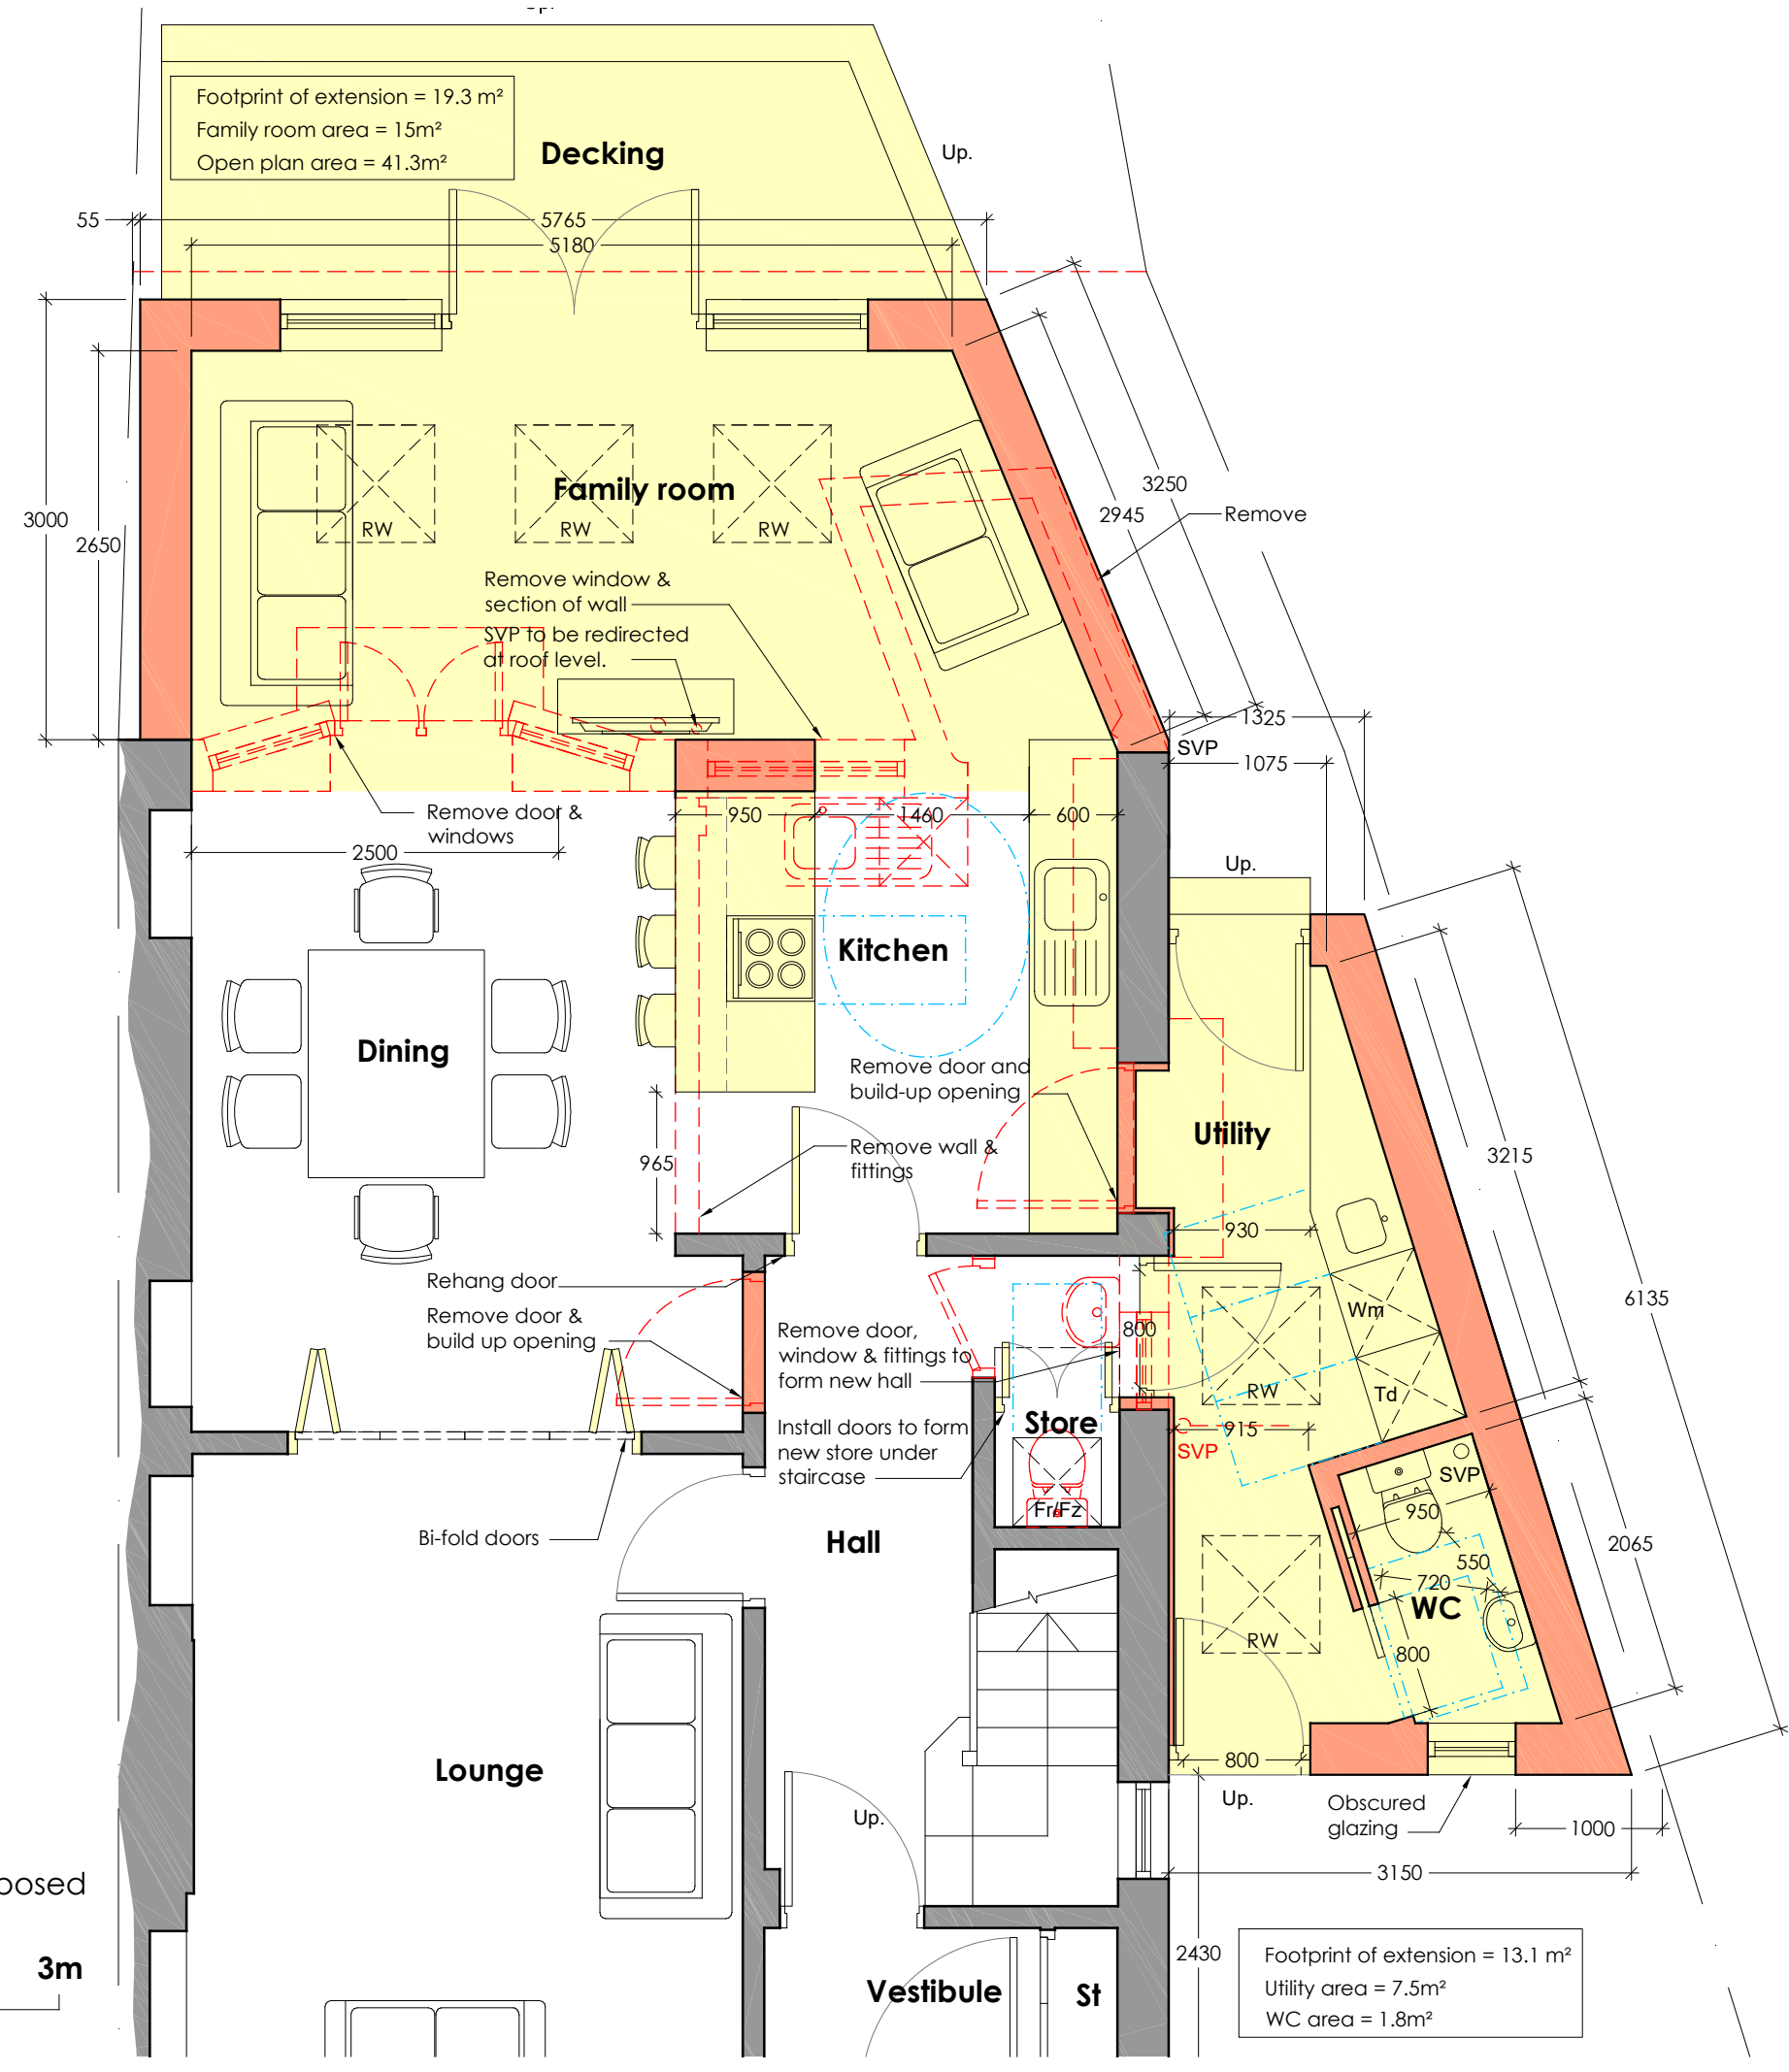 Up.
Footprint of extension = 19.3 m²
Family room area = 15m²
Open plan area = 41.3m²
Decking
Up.
55
5765
5180
3000
2650
Family room
RW
RW
RW
3250
2945
Remove
Remove window &
section of wall
SVP to be redirected
at roof level.
1325
SVP
1075
Remove door &
windows
950
1460
600
2500
Up.
Kitchen
Dining
Remove door and
build-up opening
Utility
965
Remove wall &
fittings
3215
930
Rehang door
Remove door &
build up opening
6135
Wm
800
Remove door,
window & fittings to
form new hall
RW
Td
Install doors to form
new store under
staircase
Store
915
SVP
SVP
Fr/Fz
950
Bi-fold doors
Hall
2065
550
720
WC
RW
800
Lounge
800
Up.
Up.
Obscured
glazing
1000
3150
posed
3m
2430
Vestibule
St
Footprint of extension = 13.1 m²
Utility area = 7.5m²
WC area = 1.8m²